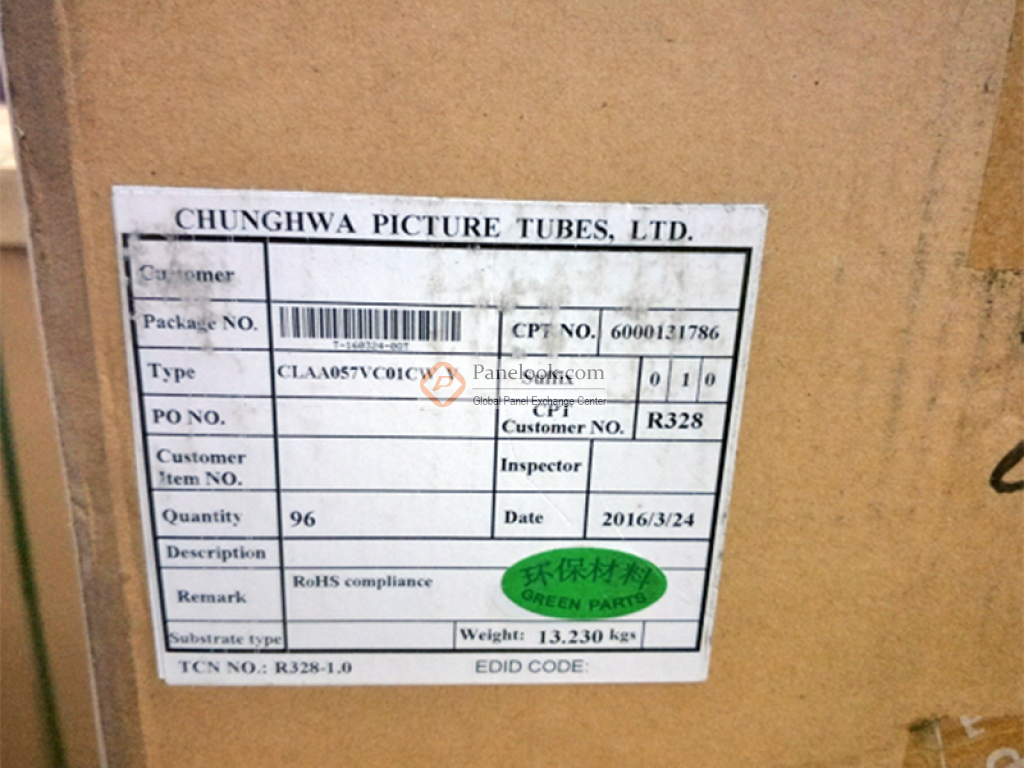 CHUNGHWA PICTURE TUBES, LTD.
Customer
Package NO.
T-160324-007
CPT NO. 6000131786
Type CLAA057VC01CW Y Suffix 0 1 0
Panelook.com
Global Panel Exchange Center
PO NO. CPT Customer NO. R328
Customer Item NO. Inspector
Quantity 96 Date 2016/3/24
Description
Remark RoHS compliance
环保材料
GREEN PARTS
Substrate type Weight: 13.230 kgs
TCN NO.: R328-1.0 EDID CODE: